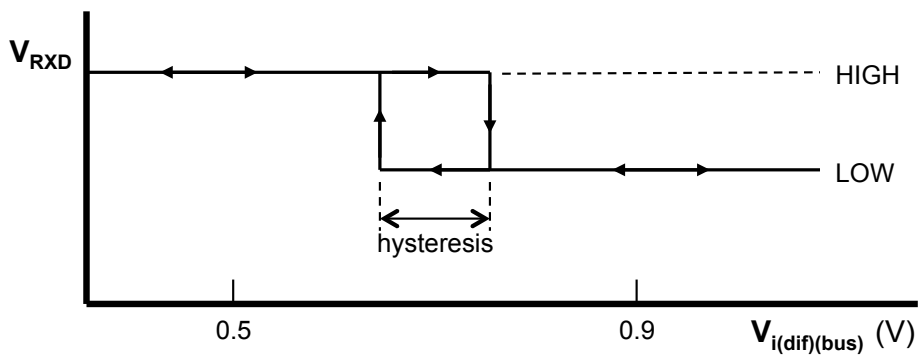 V_RXD
HIGH
LOW
hysteresis
0.5
0.9
V_i(dif)(bus) (V)